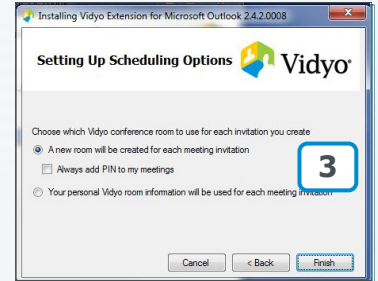 Installing Vidyo Extension for Microsoft Outlook 2.4.2.0008
Setting Up Scheduling Options Vidyo
Choose which Vidyo conference room to use for each invitation you create
A new room will be created for each meeting invitation
Always add PIN to my meetings
3
Your personal Vidyo room information will be used for each meeting invitation
Cancel < Back Finish